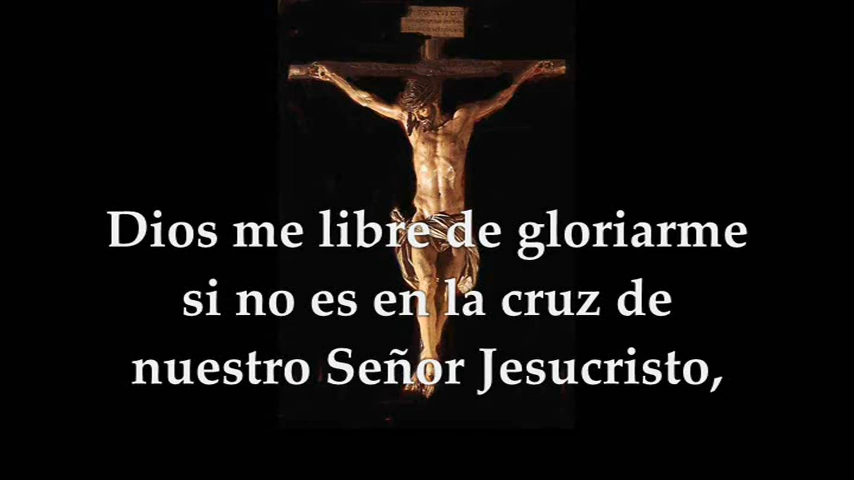 Dios me libre de gloriarme
si no es en la cruz de
nuestro Señor Jesucristo,